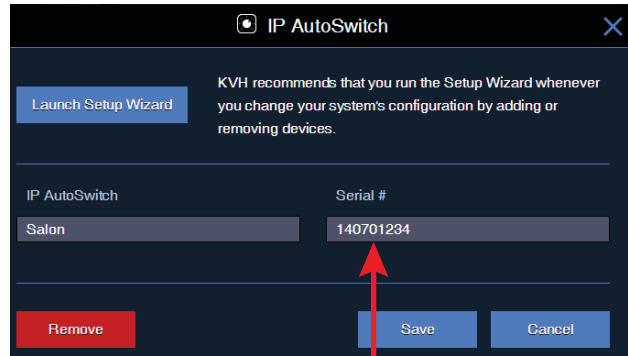 IP AutoSwitch
Launch Setup Wizard
KVH recommends that you run the Setup Wizard whenever
you change your system's configuration by adding or
removing devices.
IP AutoSwitch
Serial #
Salon
140701234
Remove
Save
Cancel